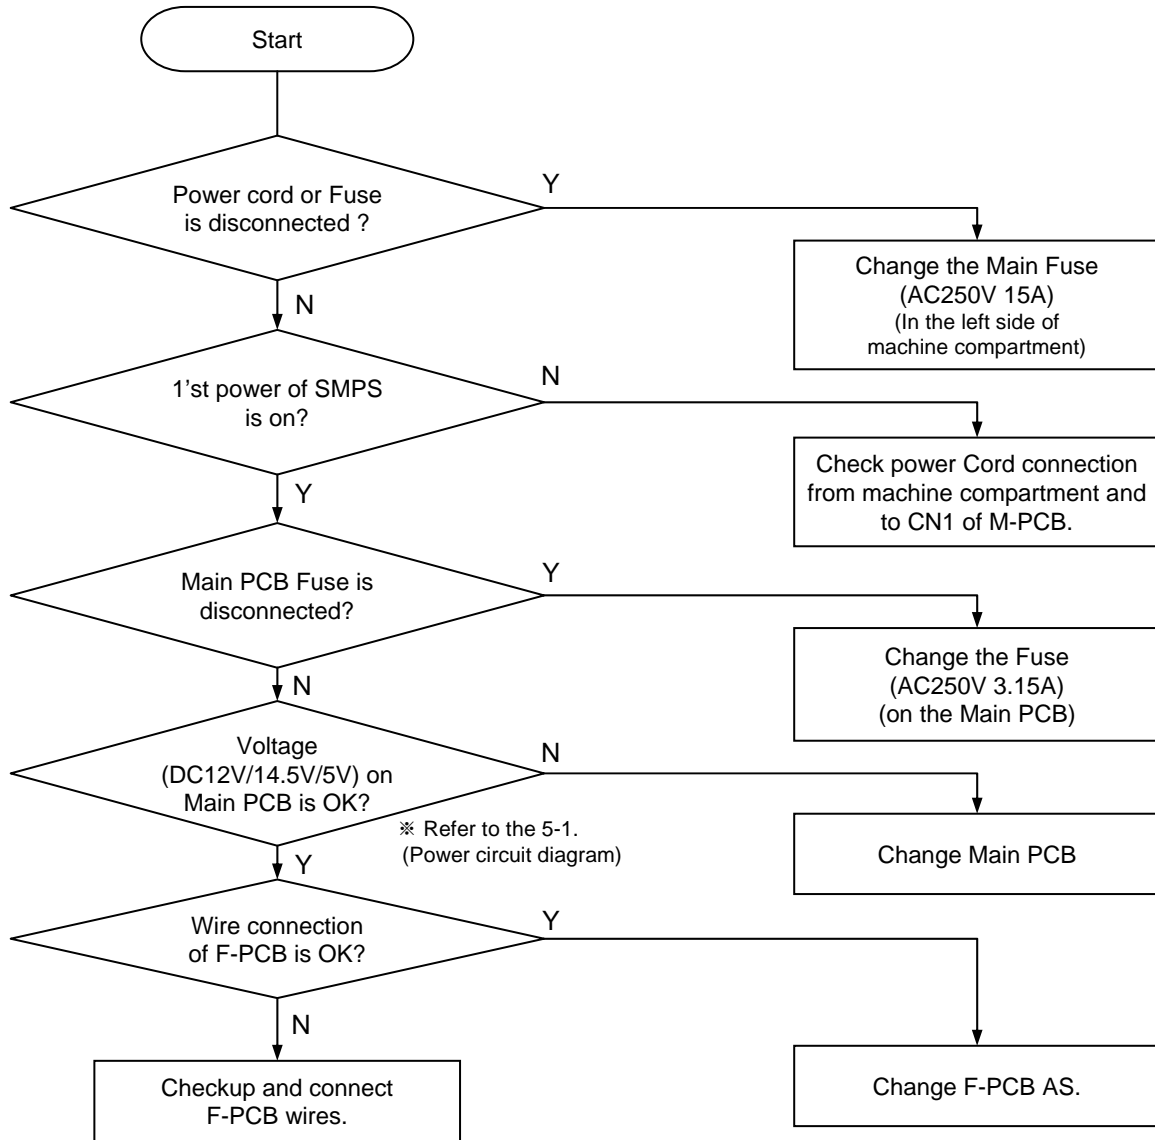 Start
Power cord or Fuse
is disconnected ?
Y
Change the Main Fuse
(AC250V 15A)
(In the left side of
machine compartment)
N
1’st power of SMPS
is on?
N
Check power Cord connection
from machine compartment and
to CN1 of M-PCB.
Y
Main PCB Fuse is
disconnected?
Y
Change the Fuse
(AC250V 3.15A)
(on the Main PCB)
N
Voltage
(DC12V/14.5V/5V) on
Main PCB is OK?
N
※ Refer to the 5-1.
(Power circuit diagram)
Change Main PCB
Y
Wire connection
of F-PCB is OK?
Y
N
Checkup and connect
F-PCB wires.
Change F-PCB AS.